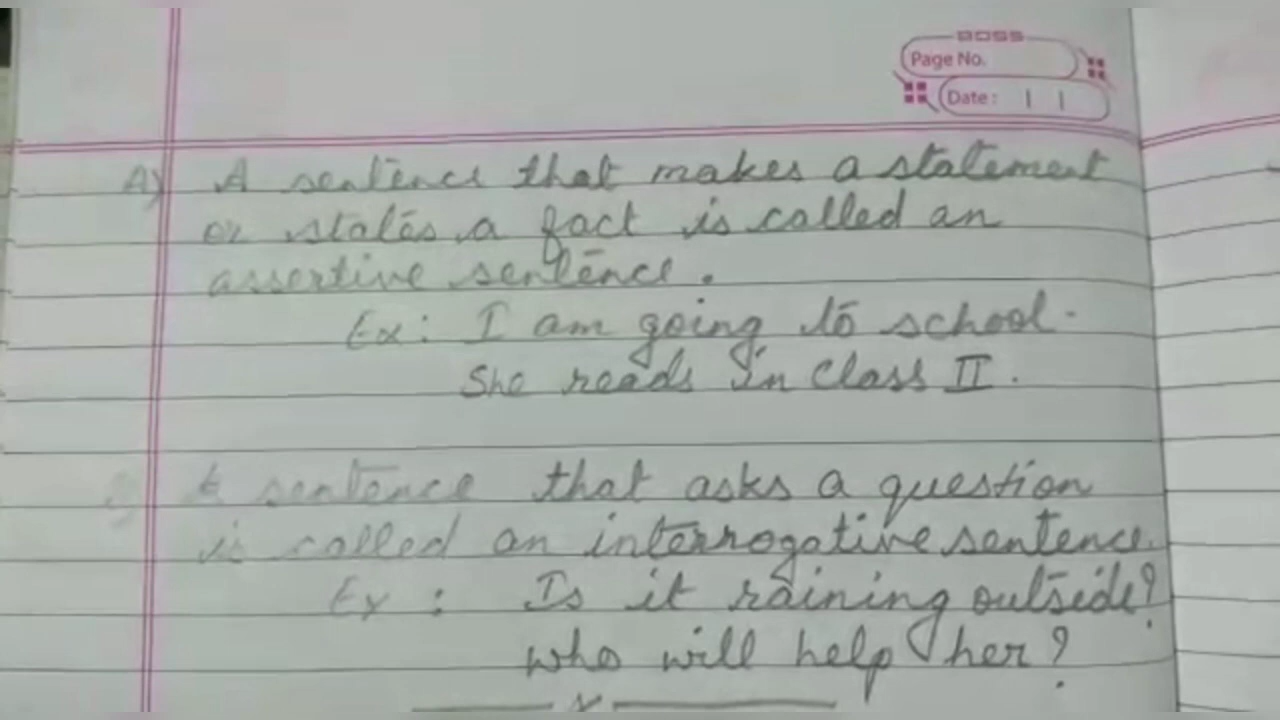 BOSS
Page No.
Date :
A) A sentence that makes a statement
or states a fact is called an
assertive sentence.
Ex: I am going to school.
She reads in Class II.
A sentence that asks a question
is called an interrogative sentence.
Ex : Is it raining outside?
who will help her?